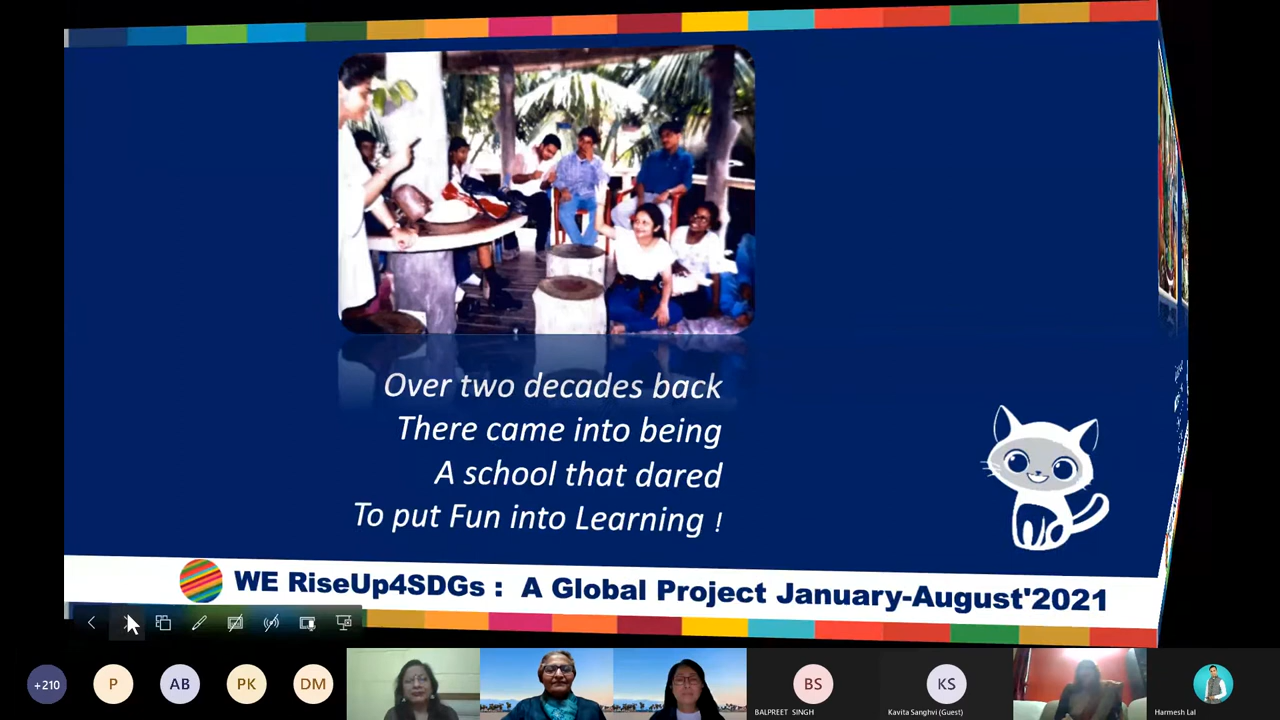 Over two decades back
There came into being
A school that dared
To put Fun into Learning !
WE RiseUp4SDGs : A Global Project January-August'2021
+210
P
AB
PK
DM
BS
BALPREET SINGH
KS
Kavita Sanghvi (Guest)
Harmesh Lal